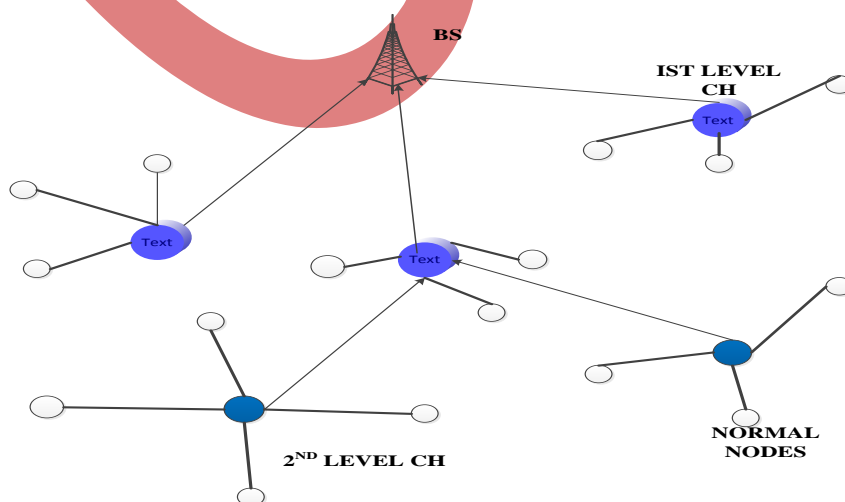 BS
IST LEVEL
CH
Text
Text
Text
2ND LEVEL CH
NORMAL
NODES